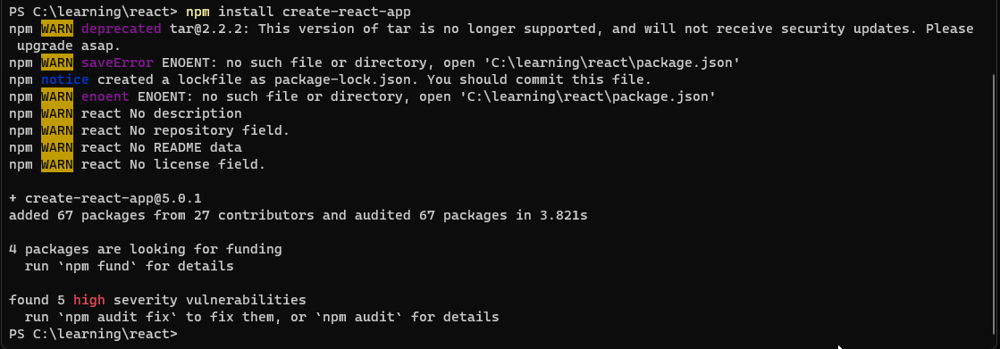 PS C:\learning\react> npm install create-react-app
npm WARN deprecated tar@2.2.2: This version of tar is no longer supported, and will not receive security updates. Please
 upgrade asap.
npm WARN saveError ENOENT: no such file or directory, open 'C:\learning\react\package.json'
npm notice created a lockfile as package-lock.json. You should commit this file.
npm WARN enoent ENOENT: no such file or directory, open 'C:\learning\react\package.json'
npm WARN react No description
npm WARN react No repository field.
npm WARN react No README data
npm WARN react No license field.

+ create-react-app@5.0.1
added 67 packages from 27 contributors and audited 67 packages in 3.821s

4 packages are looking for funding
  run `npm fund` for details

found 5 high severity vulnerabilities
  run `npm audit fix` to fix them, or `npm audit` for details
PS C:\learning\react>